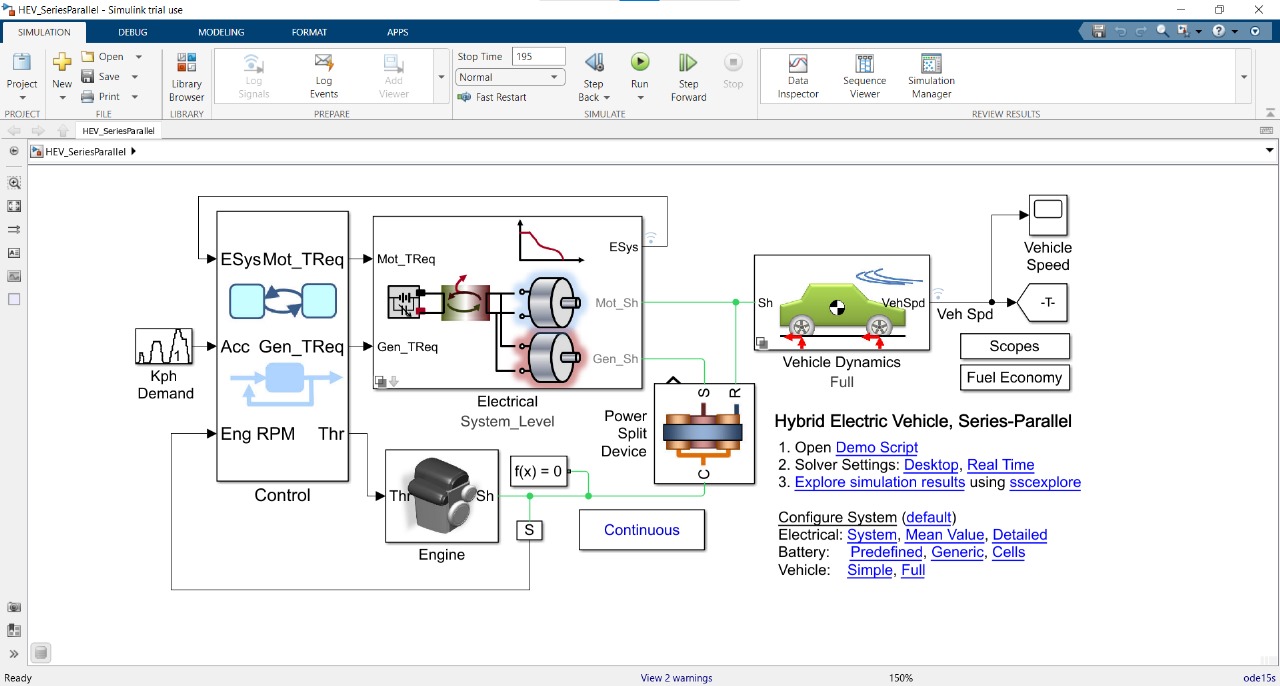 HEV_SeriesParallel - Simulink trial use
SIMULATION DEBUG MODELING FORMAT APPS
Project
New
Open
Save
Print
Library Browser
Log Signals
Log Events
Add Viewer
Stop Time 195
Normal
Fast Restart
Step Back
Run
Step Forward
Stop
Data Inspector
Sequence Viewer
Simulation Manager
PROJECT FILE LIBRARY PREPARE SIMULATE REVIEW RESULTS
HEV_SeriesParallel
HEV_SeriesParallel
Kph
Demand
ESys Mot_TReq
Acc Gen_TReq
Eng RPM Thr
Control
Mot_TReq
Gen_TReq
ESys
Mot_Sh
Gen_Sh
Electrical
System_Level
Thr Sh
Engine
f(x) = 0
S
Continuous
Power
Split
Device
S R
C
Sh VehSpd
Vehicle Dynamics
Full
Veh Spd
Vehicle
Speed
-T-
Scopes
Fuel Economy
Hybrid Electric Vehicle, Series-Parallel
1. Open Demo Script
2. Solver Settings: Desktop, Real Time
3. Explore simulation results using sscexplore
Configure System (default)
Electrical: System, Mean Value, Detailed
Battery: Predefined, Generic, Cells
Vehicle: Simple, Full
Ready View 2 warnings 150% ode15s